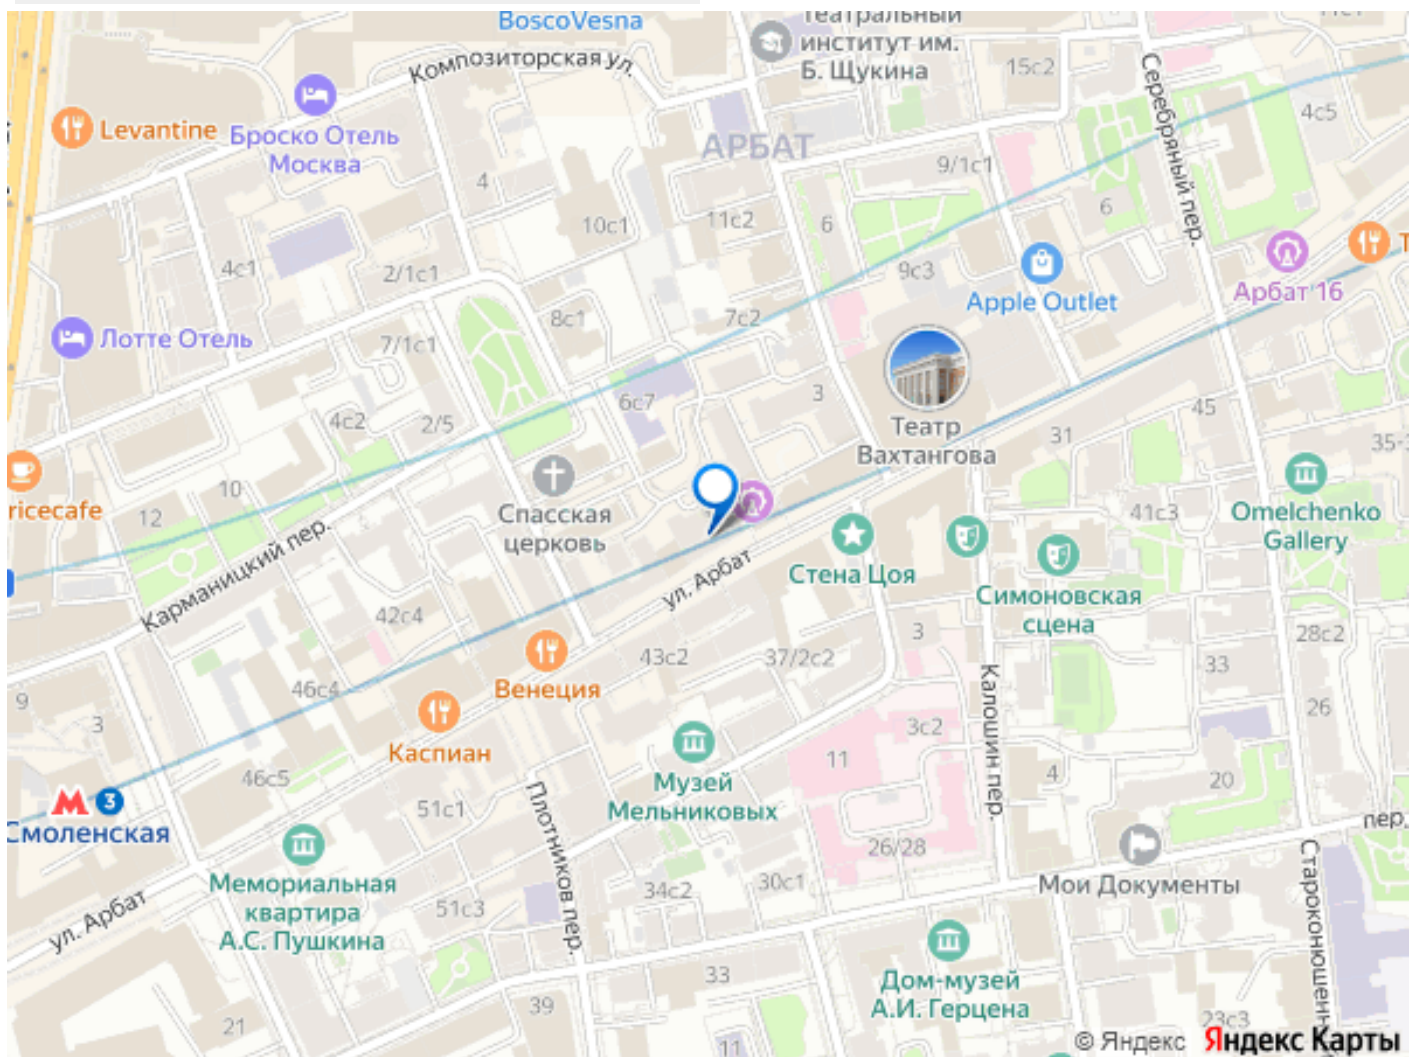 BoscoVesna
Театральный
институт им.
Б. Щукина
Композиторская ул.
15с2
Серебряный пер.
4с5
Levantine
Броско Отель
Москва
АРБАТ
9/1с1
4
6
6
10с1
11с2
4с1
2/1с1
9с3
Apple Outlet
Арбат 16
8с1
7с2
Лотте Отель
7/1с1
6с7
3
4с2
2/5
Театр
Вахтангова
45
31
35-3
ricecafe
10
12
Спасская
церковь
41с3
Omelchenko
Gallery
Карманицкий пер.
ул. Арбат
Стена Цоя
Симоновская
сцена
42с4
3
28с2
43с2
37/2с2
33
Венеция
46с4
9
3
Калошин пер.
26
3с2
Каспиан
11
Музей
Мельниковых
46с5
51с1
4
20
М 3
Смоленская
Плотников пер.
26/28
пер.
Мемориальная
квартира
А.С. Пушкина
34с2
30с1
Мои Документы
ул. Арбат
51с3
Староконюшенн
33
Дом-музей
А.И. Герцена
39
21
11
23с3
© Яндекс Яндекс Карты